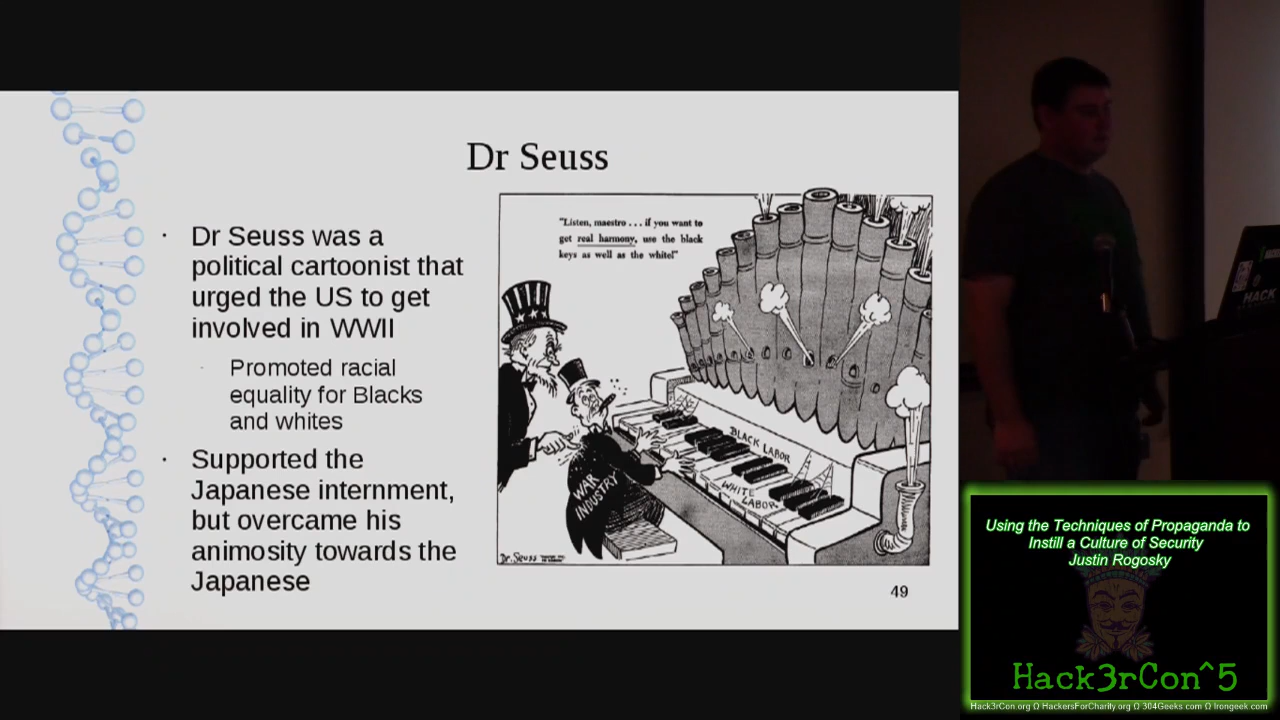 Dr Seuss
· Dr Seuss was a
political cartoonist that
urged the US to get
involved in WWII
· Promoted racial
equality for Blacks
and whites
· Supported the
Japanese internment,
but overcame his
animosity towards the
Japanese
"Listen, maestro . . . if you want to
get real harmony, use the black
keys as well as the white!"
BLACK LABOR
WHITE LABOR
WAR
INDUSTRY
Dr. Seuss
49
HACK
Using the Techniques of Propaganda to
Instill a Culture of Security
Justin Rogosky
Hack3rCon^5
Hack3rCon.org Ω HackersForCharity.org Ω 304Geeks.com Ω Irongeek.com